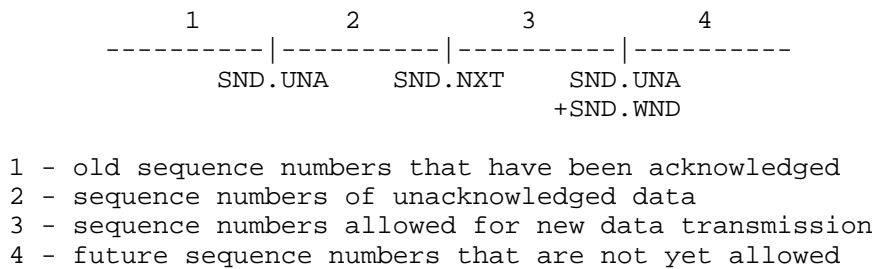 1 2 3 4
----------|----------|----------|----------
SND.UNA SND.NXT SND.UNA
+SND.WND
1 - old sequence numbers that have been acknowledged
2 - sequence numbers of unacknowledged data
3 - sequence numbers allowed for new data transmission
4 - future sequence numbers that are not yet allowed